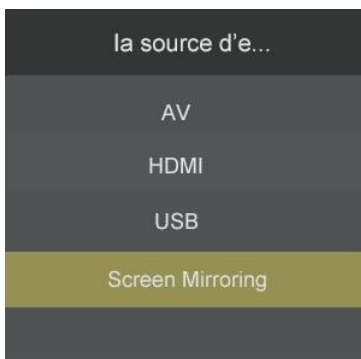 la source d'e...
AV
HDMI
USB
Screen Mirroring